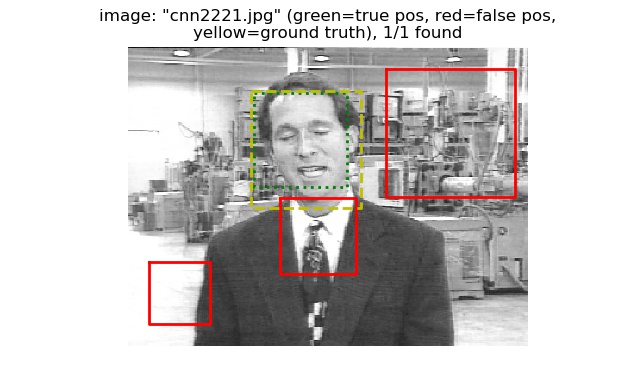 image: "cnn2221.jpg" (green=true pos, red=false pos,
yellow=ground truth), 1/1 found